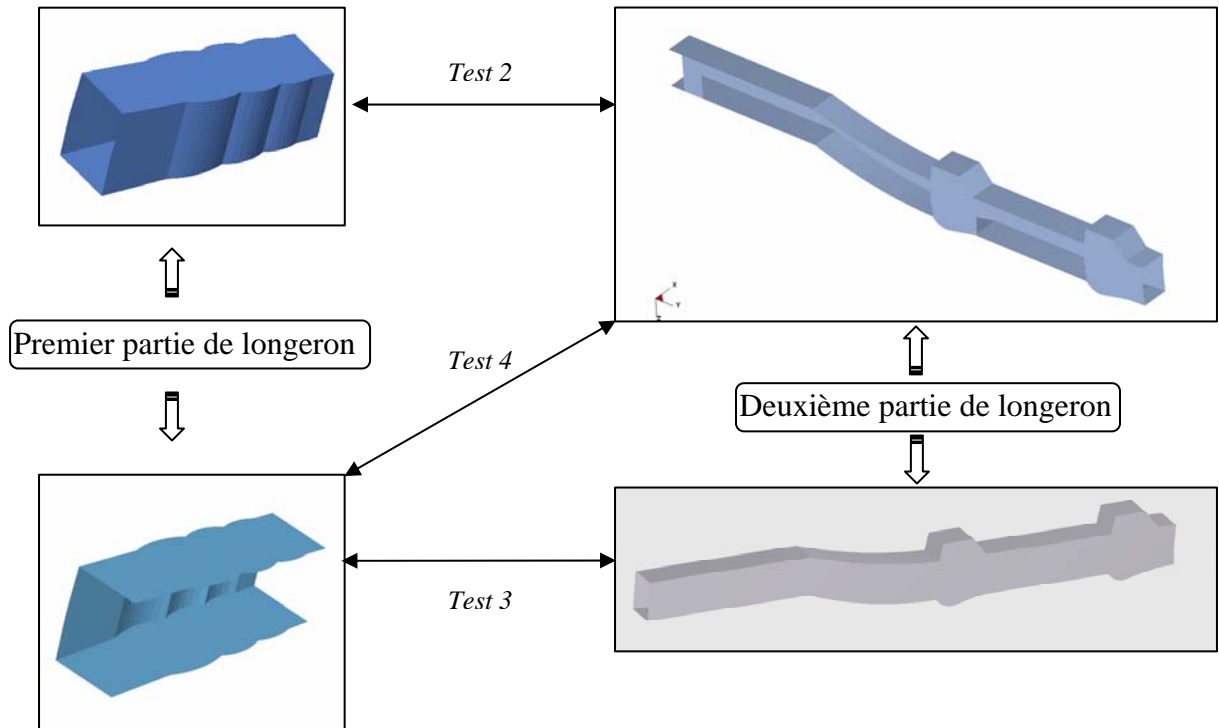 Test 2
X
Y
Z
Premier partie de longeron
Test 4
Deuxième partie de longeron
Test 3